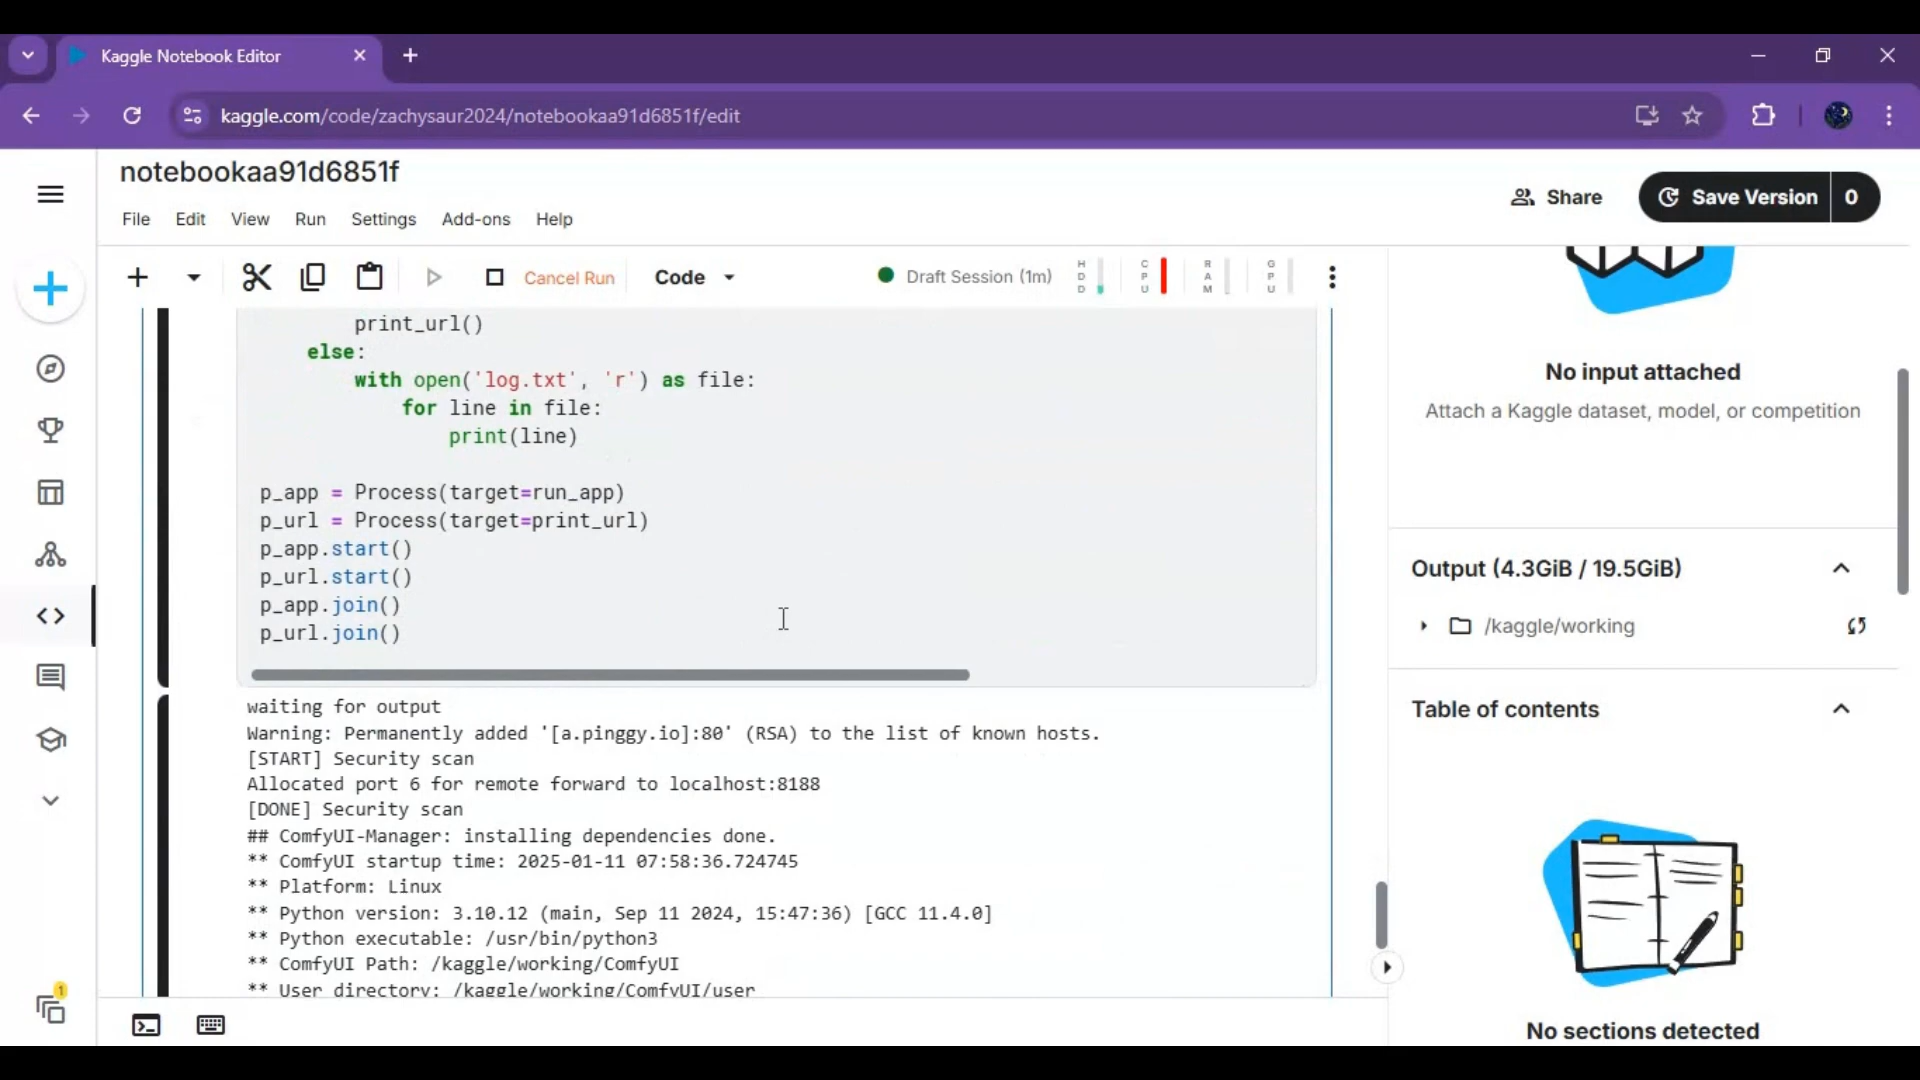 Kaggle Notebook Editor
kaggle.com/code/zachysaur2024/notebookaa91d6851f/edit
notebookaa91d6851f
File Edit View Run Settings Add-ons Help
Share
Save Version 0
Cancel Run
Code
Draft Session (1m)
HDD
CPU
RAM
GPU
print_url()
else:
with open('log.txt', 'r') as file:
for line in file:
print(line)
p_app = Process(target=run_app)
p_url = Process(target=print_url)
p_app.start()
p_url.start()
p_app.join()
p_url.join()
waiting for output
Warning: Permanently added '[a.pinggy.io]:80' (RSA) to the list of known hosts.
[START] Security scan
Allocated port 6 for remote forward to localhost:8188
[DONE] Security scan
## ComfyUI-Manager: installing dependencies done.
** ComfyUI startup time: 2025-01-11 07:58:36.724745
** Platform: Linux
** Python version: 3.10.12 (main, Sep 11 2024, 15:47:36) [GCC 11.4.0]
** Python executable: /usr/bin/python3
** ComfyUI Path: /kaggle/working/ComfyUI
** User directory: /kaggle/working/ComfyUI/user
No input attached
Attach a Kaggle dataset, model, or competition
Output (4.3GiB / 19.5GiB)
/kaggle/working
Table of contents
No sections detected
1